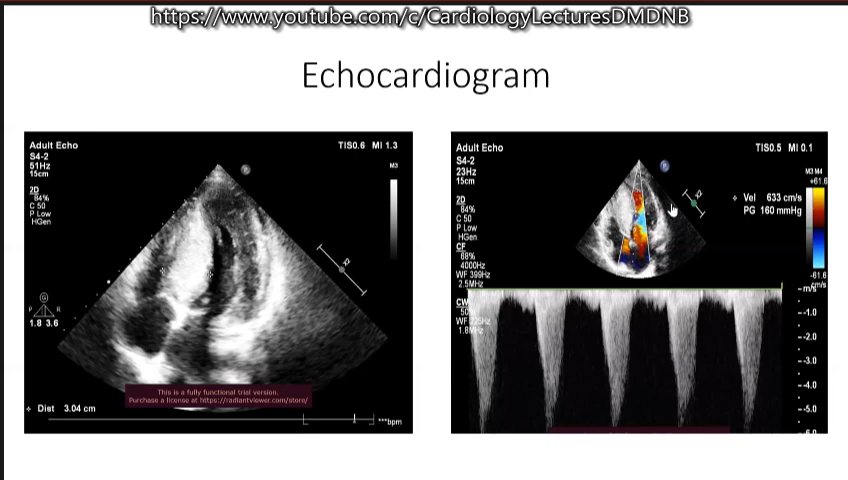 https://www.youtube.com/c/CardiologyLecturesDMDNB
Echocardiogram
Adult Echo
TIS0.6 MI 1.3
S4-2
51Hz
15cm
M3
2D
84%
C 50
P Low
HGen
G
P R
1.8 3.6
This is a fully functional trial version.
Purchase a license at https://radiantviewer.com/store/
Dist 3.04 cm
***bpm
Adult Echo
TIS0.5 MI 0.1
S4-2
23Hz
15cm
M3 M4
+61.6
2D
84%
C 50
P Low
HGen
CF
68%
4000Hz
WF 399Hz
2.5MHz
Vel 633 cm/s
PG 160 mmHg
-61.6
cm/s
CW
50%
WF 225Hz
1.8MHz
m/s
-1.0
-2.0
-3.0
-4.0
-5.0